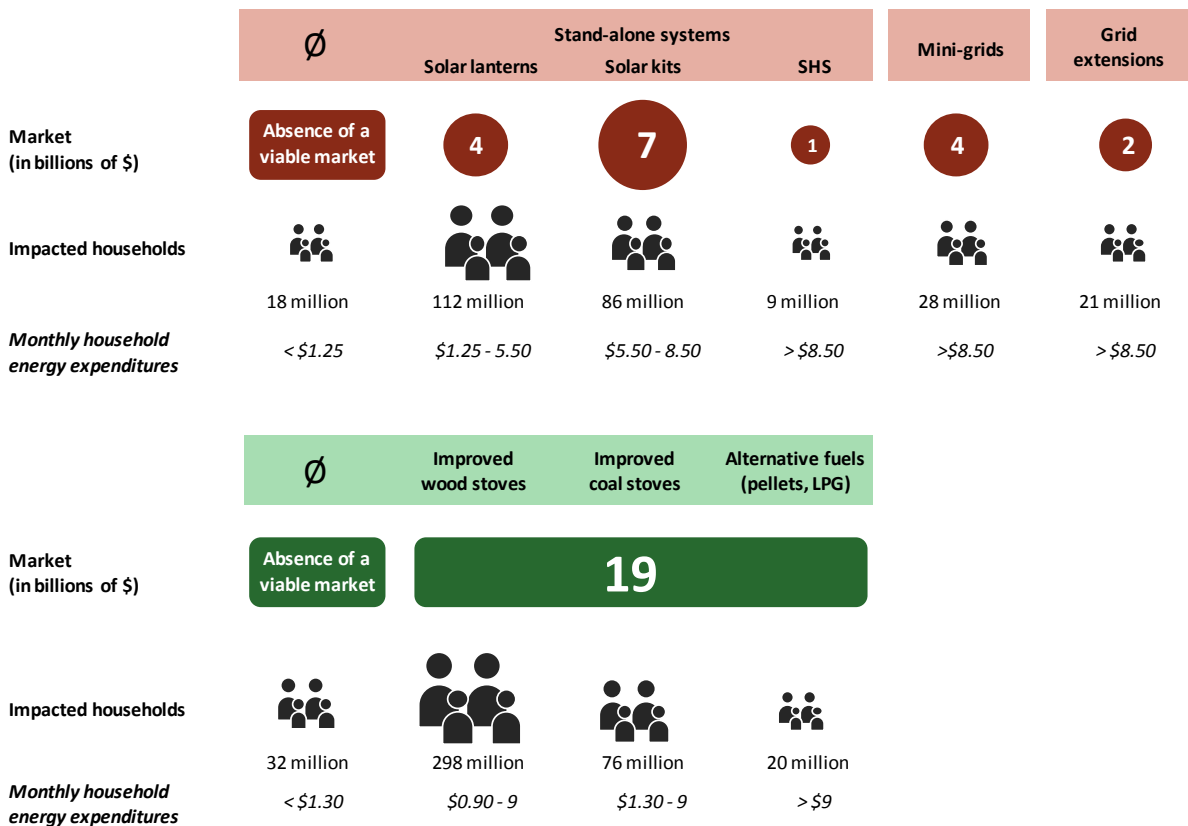 Ø
Stand-alone systems
Solar lanterns
Solar kits
SHS
Mini-grids
Grid
extensions
Market
(in billions of $)
Absence of a
viable market
4
7
1
4
2
Impacted households
18 million
112 million
86 million
9 million
28 million
21 million
Monthly household
energy expenditures
< $1.25
$1.25 - 5.50
$5.50 - 8.50
> $8.50
>$8.50
> $8.50
Ø
Improved
wood stoves
Improved
coal stoves
Alternative fuels
(pellets, LPG)
Market
(in billions of $)
Absence of a
viable market
19
Impacted households
32 million
298 million
76 million
20 million
Monthly household
energy expenditures
< $1.30
$0.90 - 9
$1.30 - 9
> $9